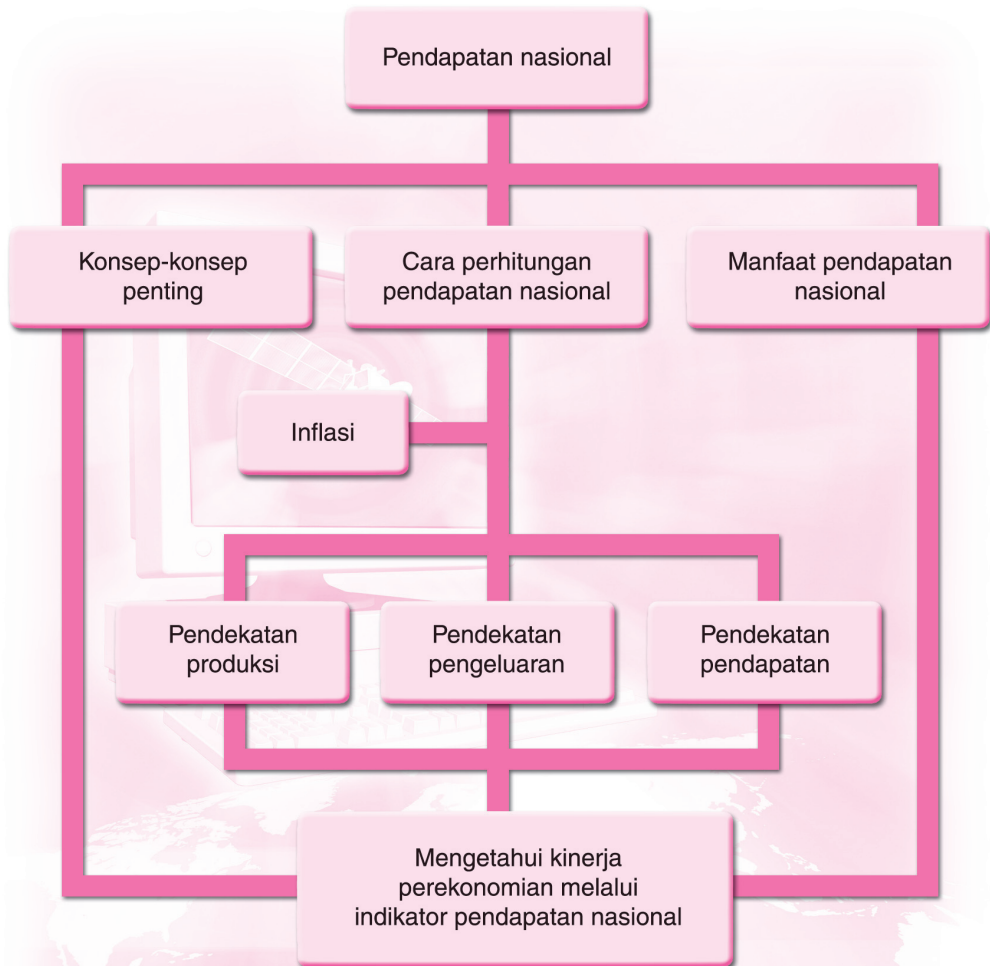 Pendapatan nasional
Konsep-konsep
penting
Cara perhitungan
pendapatan nasional
Manfaat pendapatan
nasional
Inflasi
Pendekatan
produksi
Pendekatan
pengeluaran
Pendekatan
pendapatan
Mengetahui kinerja
perekonomian melalui
indikator pendapatan nasional